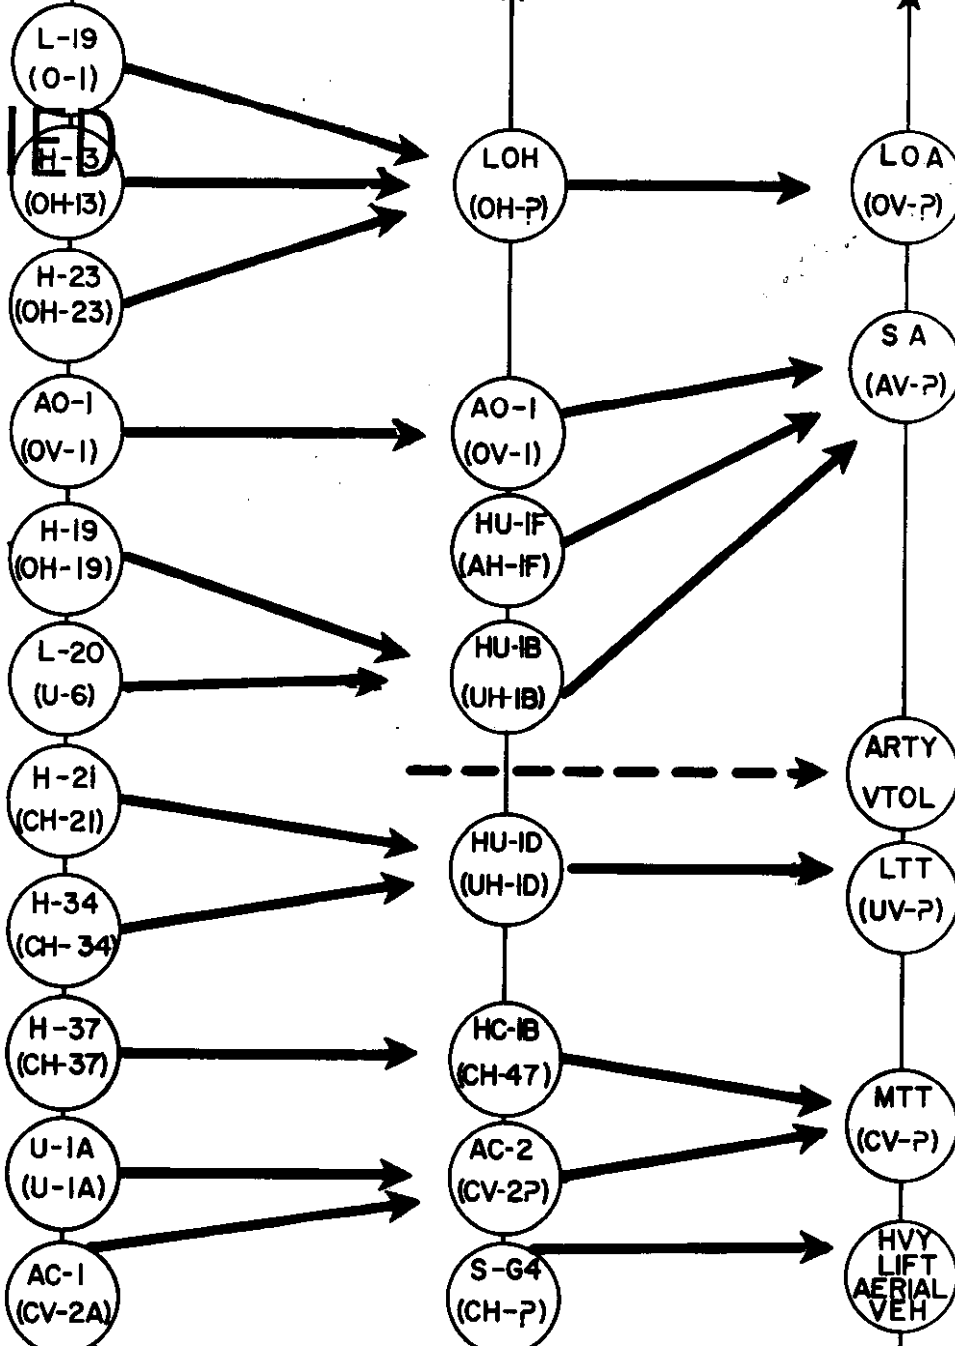 L-19
(O-1)
IED
H-13
(OH-13)
H-23
(OH-23)
AO-1
(OV-1)
H-19
(OH-19)
L-20
(U-6)
H-21
(CH-21)
H-34
(CH-34)
H-37
(CH-37)
U-1A
(U-1A)
AC-1
(CV-2A)
LOH
(OH-?)
AO-1
(OV-1)
HU-1F
(AH-1F)
HU-1B
(UH-1B)
HU-1D
(UH-1D)
HC-1B
(CH-47)
AC-2
(CV-2?)
S-G4
(CH-?)
LOA
(OV-?)
SA
(AV-?)
ARTY
VTOL
LTT
(UV-?)
MTT
(CV-?)
HVY
LIFT
AERIAL
VEH